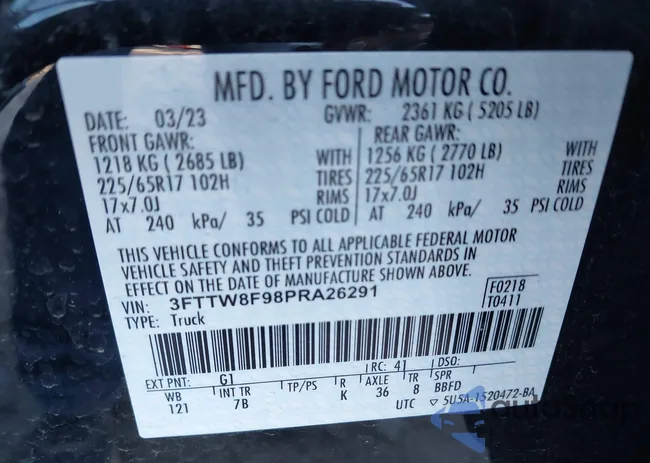 MFD. BY FORD MOTOR CO.
DATE: 03/23 GVWR: 2361 KG ( 5205 LB)
FRONT GAWR: REAR GAWR:
1218 KG ( 2685 LB) WITH 1256 KG ( 2770 LB) WITH
225/65R17 102H TIRES 225/65R17 102H TIRES
17x7.0J RIMS 17x7.0J RIMS
AT 240 kPa/ 35 PSI COLD AT 240 kPa/ 35 PSI COLD
THIS VEHICLE CONFORMS TO ALL APPLICABLE FEDERAL MOTOR
VEHICLE SAFETY AND THEFT PREVENTION STANDARDS IN
EFFECT ON THE DATE OF MANUFACTURE SHOWN ABOVE.
VIN: 3FTTW8F98PRA26291 F0218
TYPE: Truck T0411
EXT PNT: G1 RC: 41 DSO:
WB INT TR TP/PS R AXLE TR SPR
121 7B K 36 8 BBFD
UTC ▽ 5U5A-1520472-BA